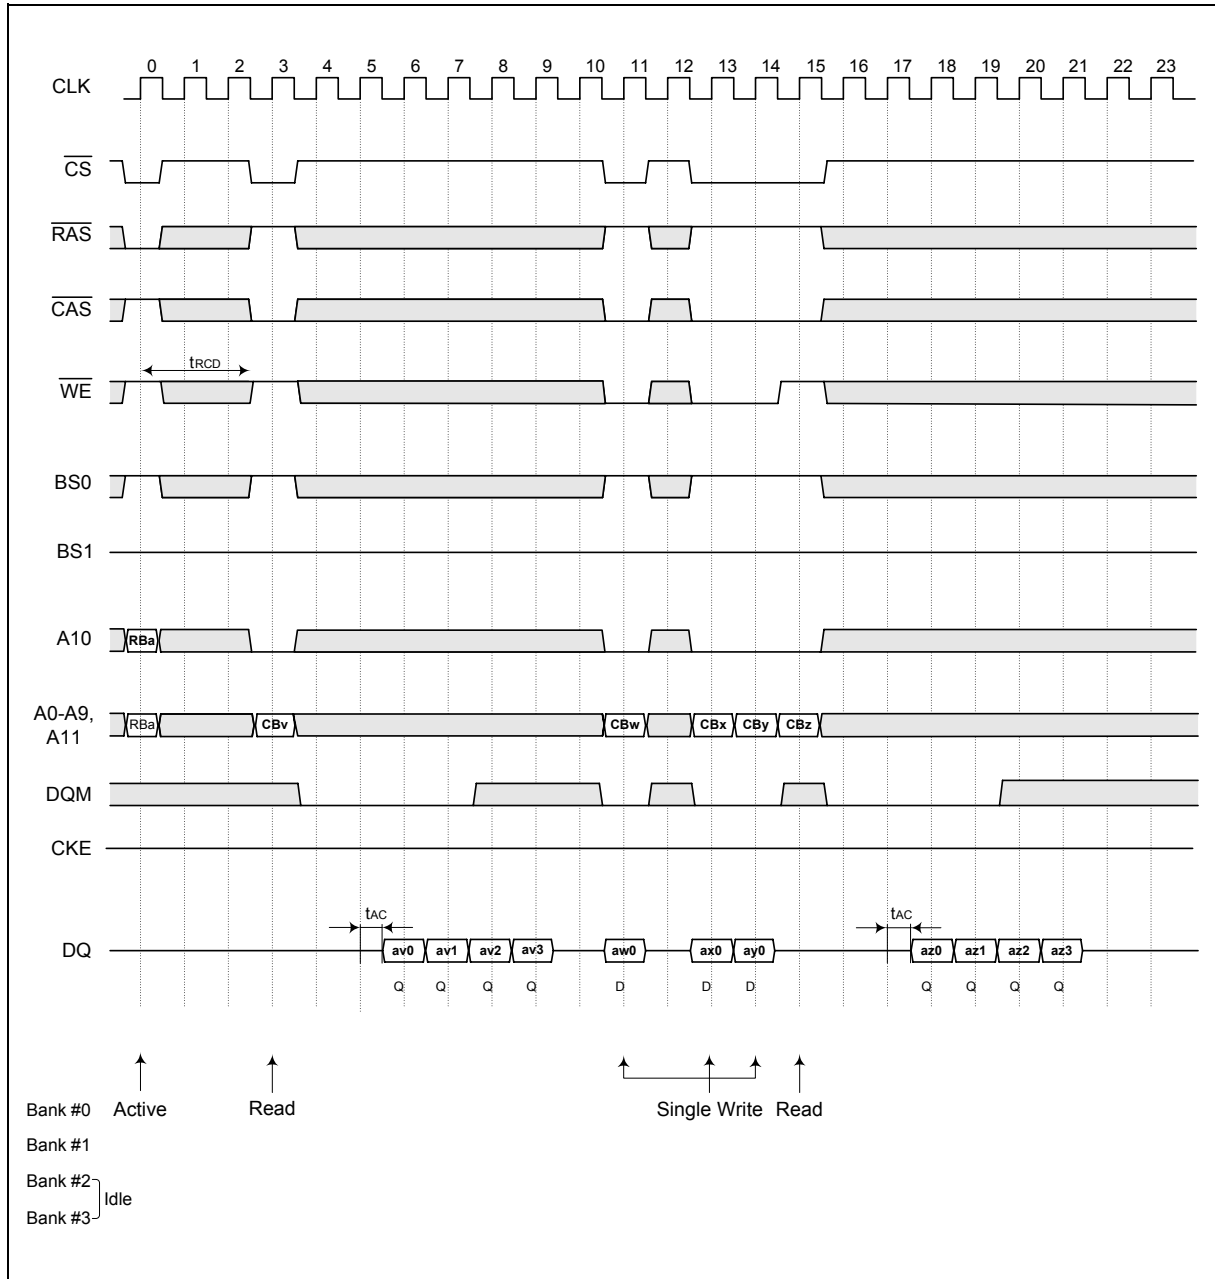 0 1 2 3 4 5 6 7 8 9 10 11 12 13 14 15 16 17 18 19 20 21 22 23
CLK
CS
RAS
CAS
tRCD
WE
BS0
BS1
A10 RBa
A0-A9, A11 RBa CBv CBw CBx CBy CBz
DQM
CKE
tAC tAC
DQ av0 av1 av2 av3 aw0 ax0 ay0 az0 az1 az2 az3
Q Q Q Q D D D Q Q Q Q
Bank #0 Active Read Single Write Read
Bank #1
Bank #2
Idle
Bank #3